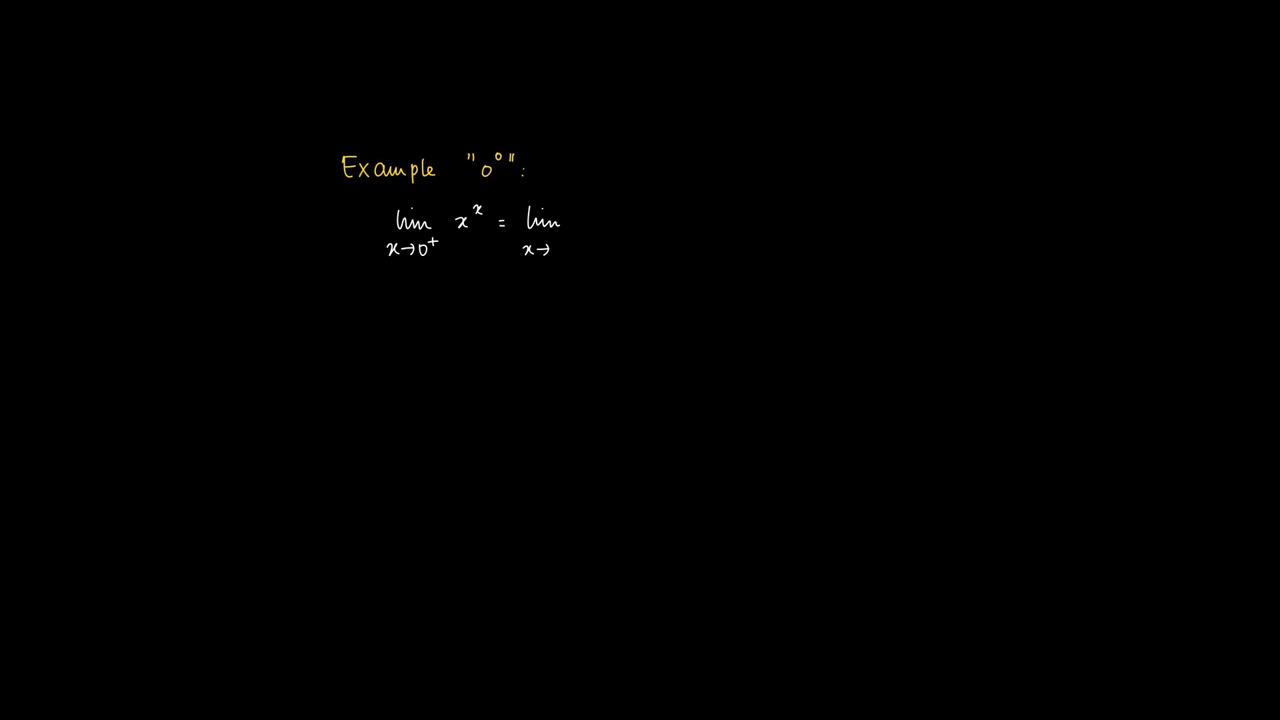 Example "0⁰":
lim x^x = lim
x→0⁺ x→